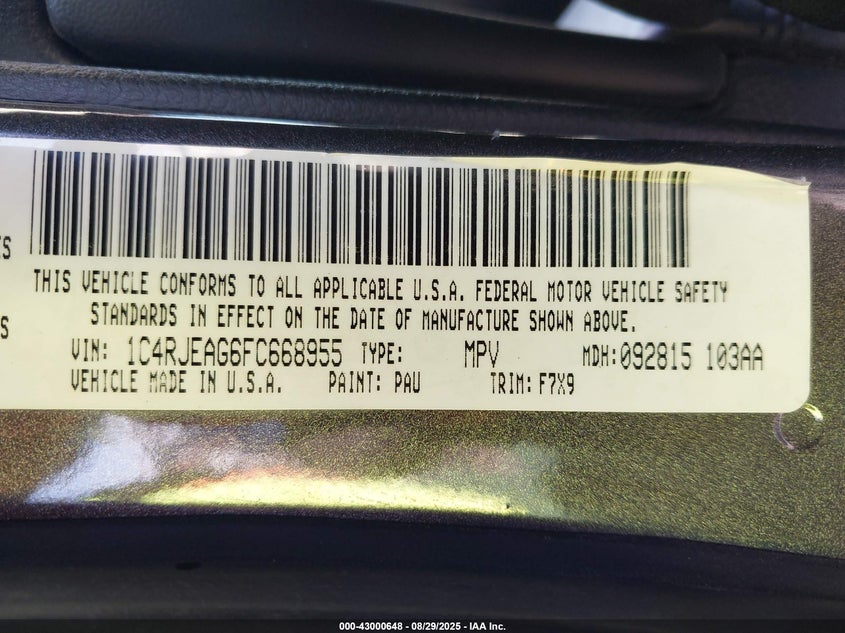 TS
THIS VEHICLE CONFORMS TO ALL APPLICABLE U.S.A. FEDERAL MOTOR VEHICLE SAFETY
S
STANDARDS IN EFFECT ON THE DATE OF MANUFACTURE SHOWN ABOVE.
VIN: 1C4RJEAG6FC668955 TYPE: MPV MDH:092815 103AA
VEHICLE MADE IN U.S.A. PAINT: PAU TRIM: F7X9
000-43000648 - 08/29/2025 - IAA Inc.